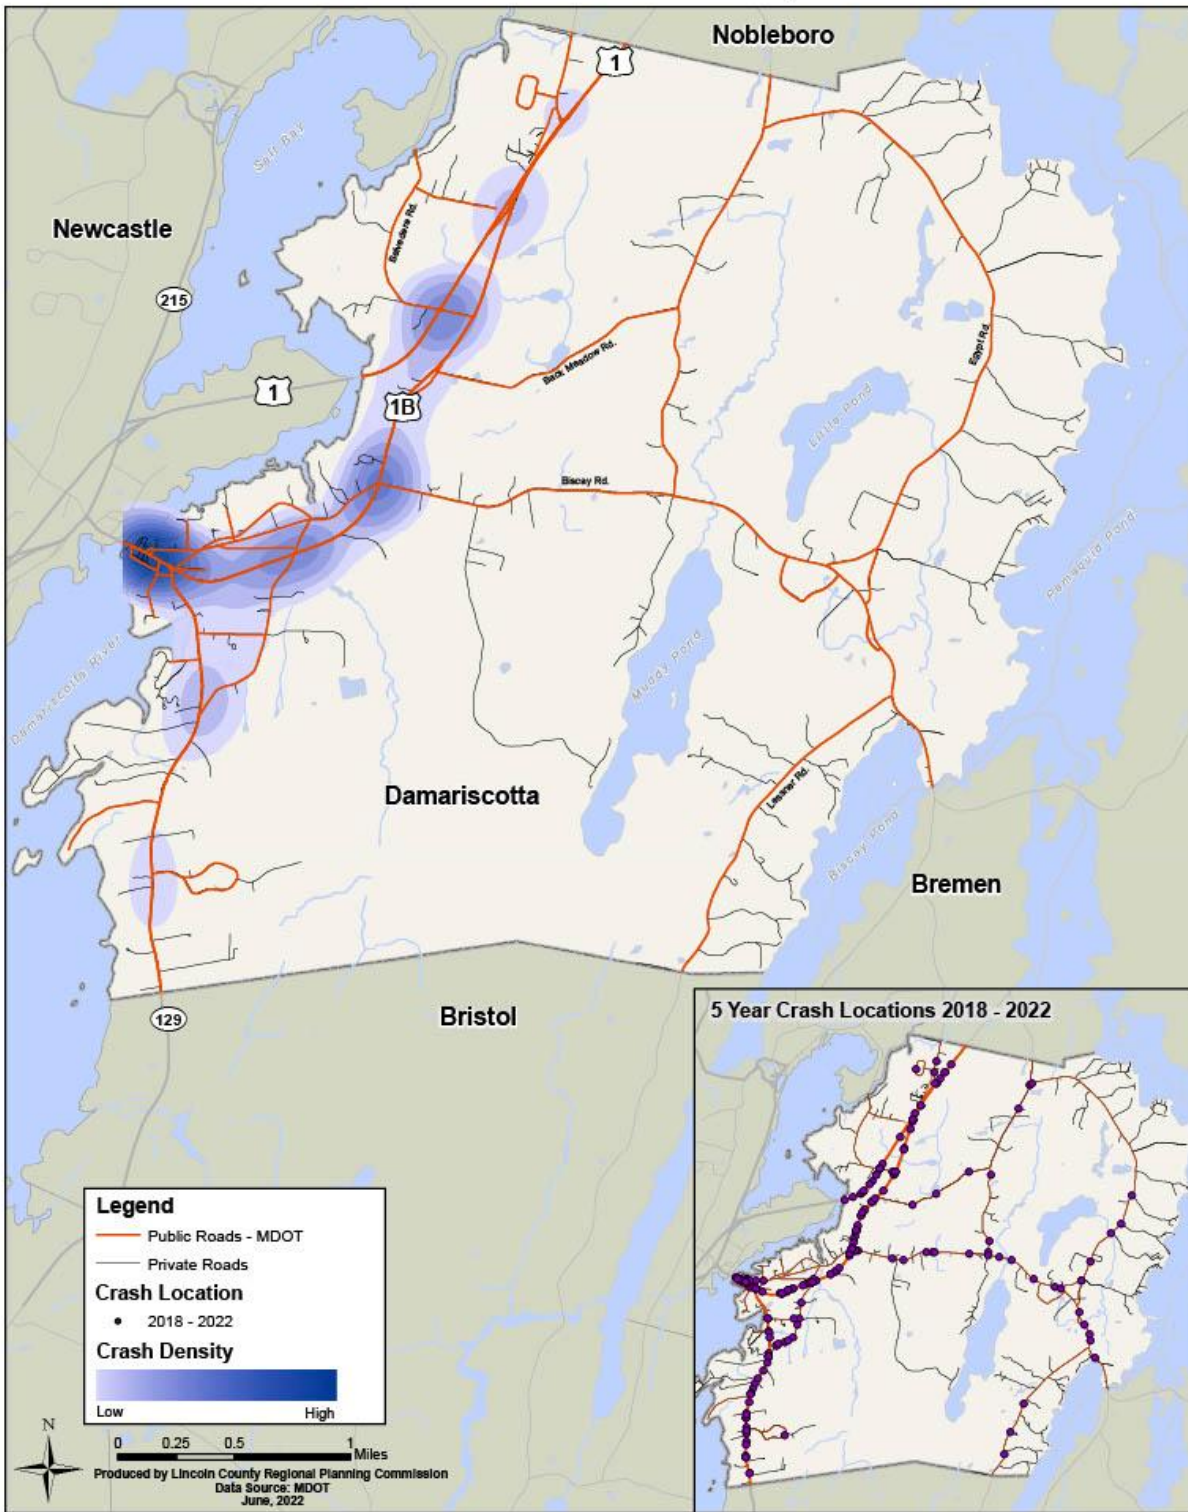 Nobleboro
1
Salt Bay
Newcastle
Belvedere Rd.
215
Egypt Rd.
Back Meadow Rd.
1
1B
Little Pond
Biscay Rd.
Pemaquid Pond
Damariscotta River
Muddy Pond
Damariscotta
Lessner Rd.
Biscay Pond
Bremen
129
Bristol
5 Year Crash Locations 2018 - 2022
Legend
Public Roads - MDOT
Private Roads
Crash Location
2018 - 2022
Crash Density
Low High
N
0 0.25 0.5 1
Miles
Produced by Lincoln County Regional Planning Commission
Data Source: MDOT
June, 2022